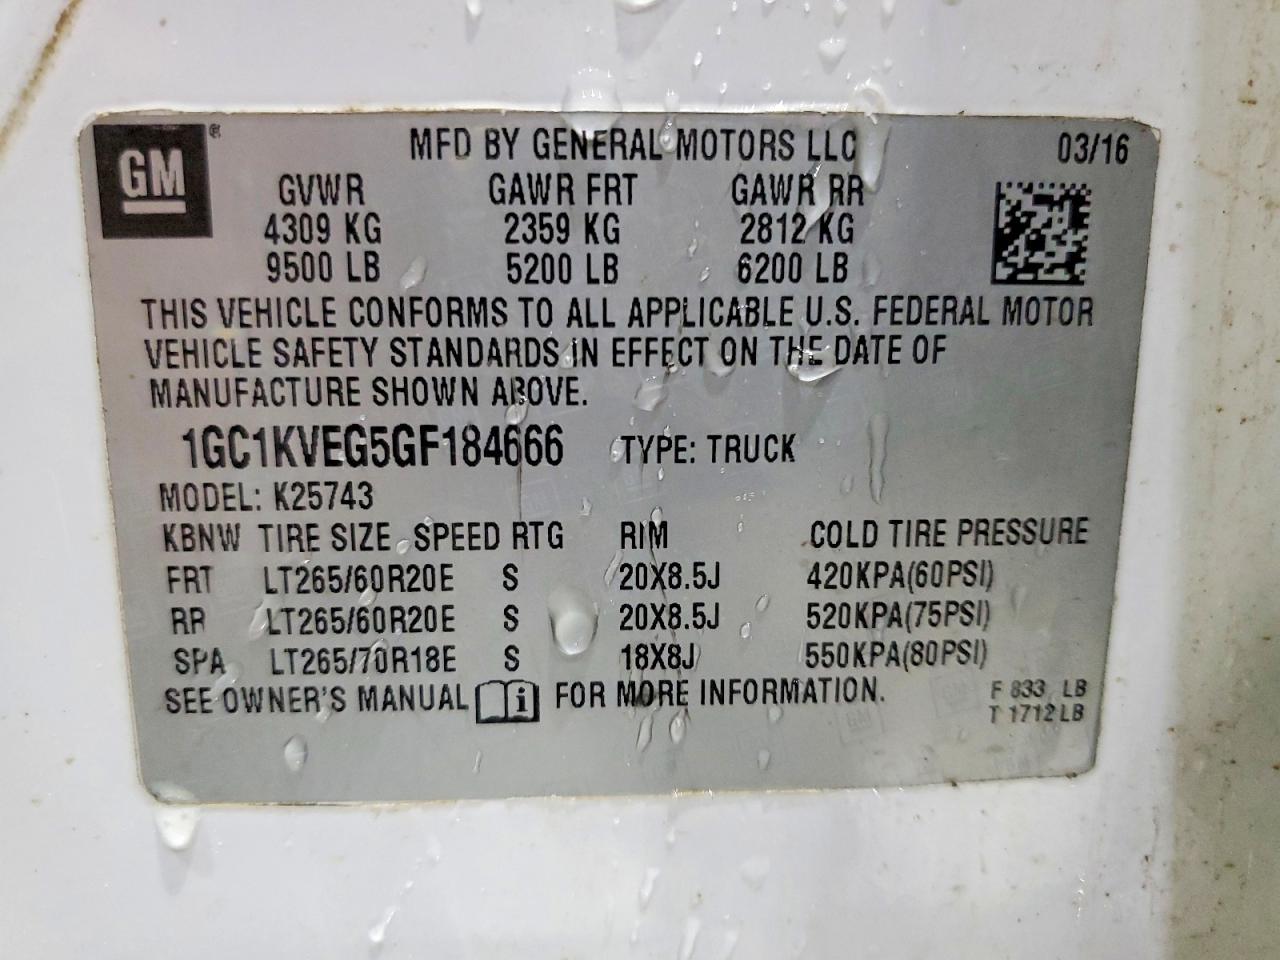 GM®
MFD BY GENERAL MOTORS LLC 03/16
GVWR GAWR FRT GAWR RR
4309 KG 2359 KG 2812 KG
9500 LB 5200 LB 6200 LB
THIS VEHICLE CONFORMS TO ALL APPLICABLE U.S. FEDERAL MOTOR
VEHICLE SAFETY STANDARDS IN EFFECT ON THE DATE OF
MANUFACTURE SHOWN ABOVE.
1GC1KVEG5GF184666 TYPE: TRUCK
MODEL: K25743
KBNW TIRE SIZE SPEED RTG RIM COLD TIRE PRESSURE
FRT LT265/60R20E S 20X8.5J 420KPA(60PSI)
RR LT265/60R20E S 20X8.5J 520KPA(75PSI)
SPA LT265/70R18E S 18X8J 550KPA(80PSI)
SEE OWNER'S MANUAL i FOR MORE INFORMATION.
F 833 LB
T 1712 LB